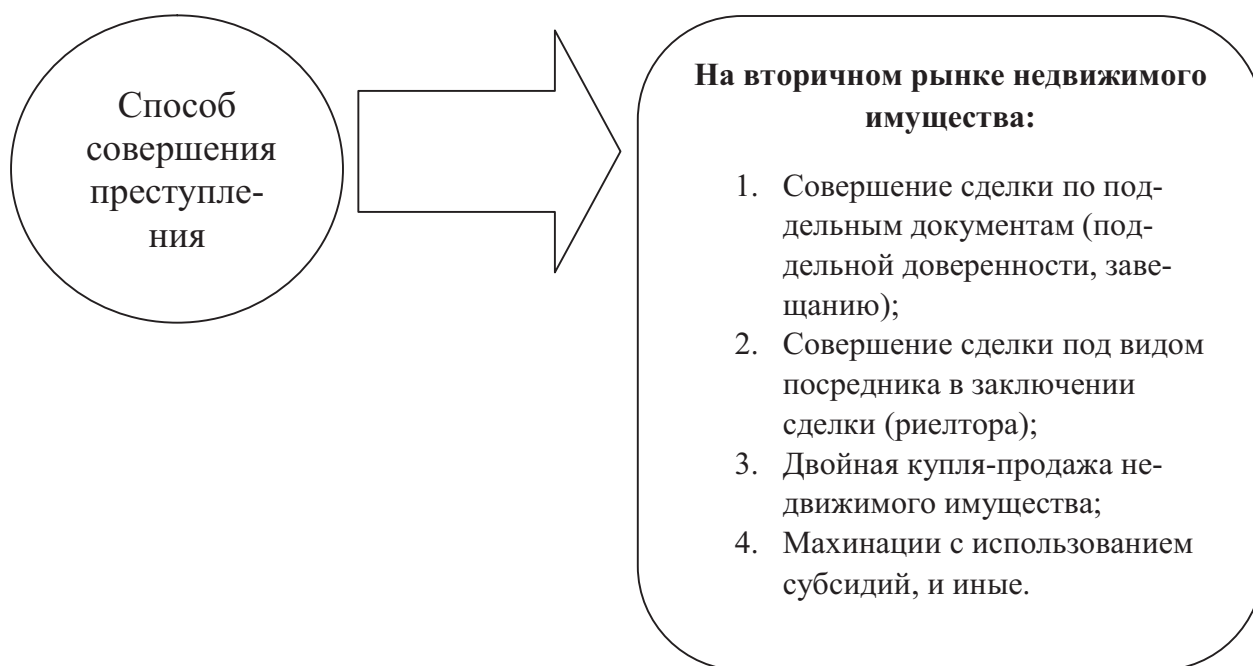 Способ
совершения
преступле-
ния
На вторичном рынке недвижимого
имущества:
1. Совершение сделки по под-
дельным документам (под-
дельной доверенности, заве-
щанию);
2. Совершение сделки под видом
посредника в заключении
сделки (риелтора);
3. Двойная купля-продажа не-
движимого имущества;
4. Махинации с использованием
субсидий, и иные.